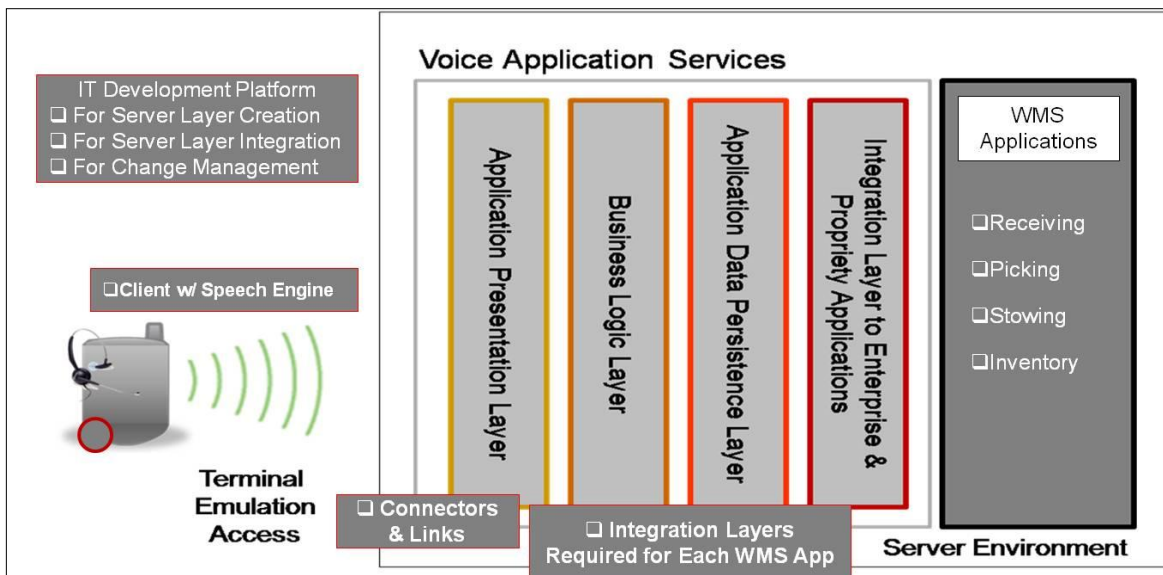 Voice Application Services
IT Development Platform
❑ For Server Layer Creation
❑ For Server Layer Integration
❑ For Change Management
❑Client w/ Speech Engine
Terminal
Emulation
Access
Application Presentation Layer
Business Logic Layer
Application Data Persistence Layer
Integration Layer to Enterprise &
Propriety Applications
WMS
Applications
❑Receiving
❑Picking
❑Stowing
❑Inventory
❑ Connectors
& Links
❑ Integration Layers
Required for Each WMS App
Server Environment